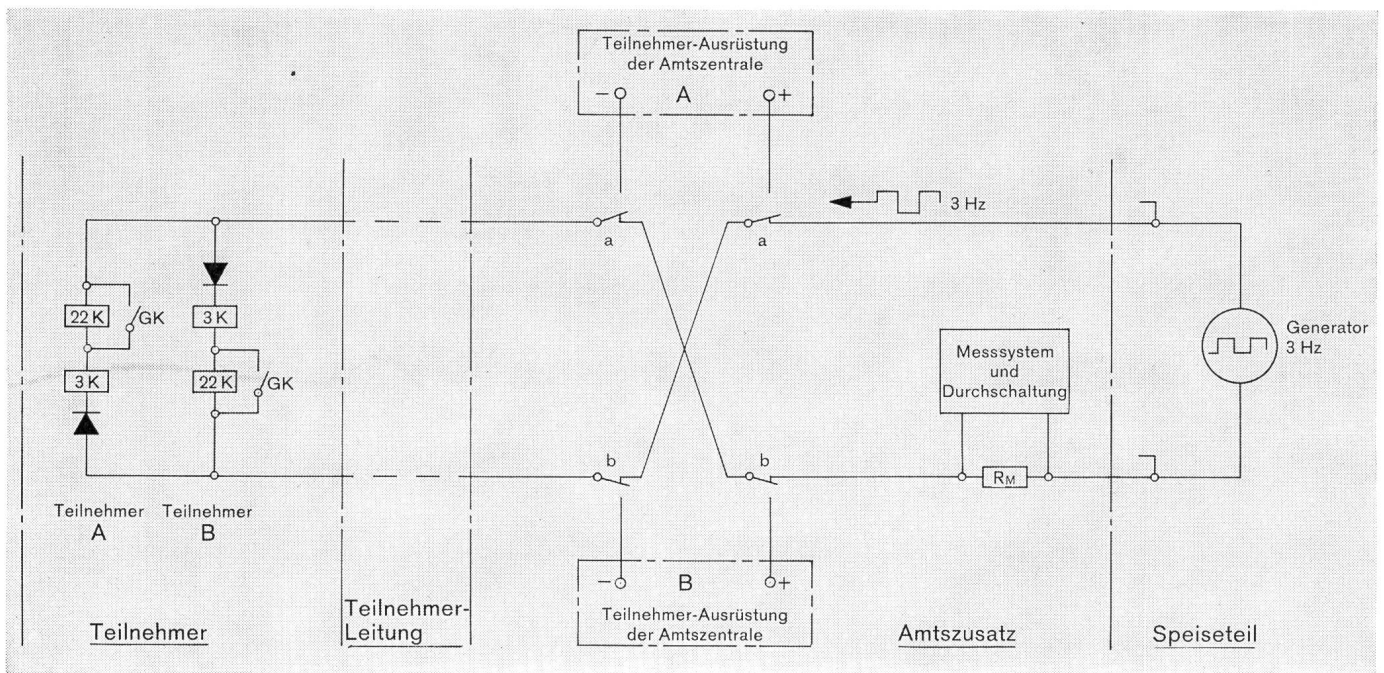 Teilnehmer-Ausrüstung
der Amtszentrale
− A +
a
a
3 Hz
22 K
GK
3 K
3 K
22 K
GK
Messsystem
und
Durchschaltung
Generator
3 Hz
b
b
RM
Teilnehmer
A
Teilnehmer
B
− B +
Teilnehmer-Ausrüstung
der Amtszentrale
Teilnehmer
Teilnehmer-
Leitung
Amtszusatz
Speiseteil